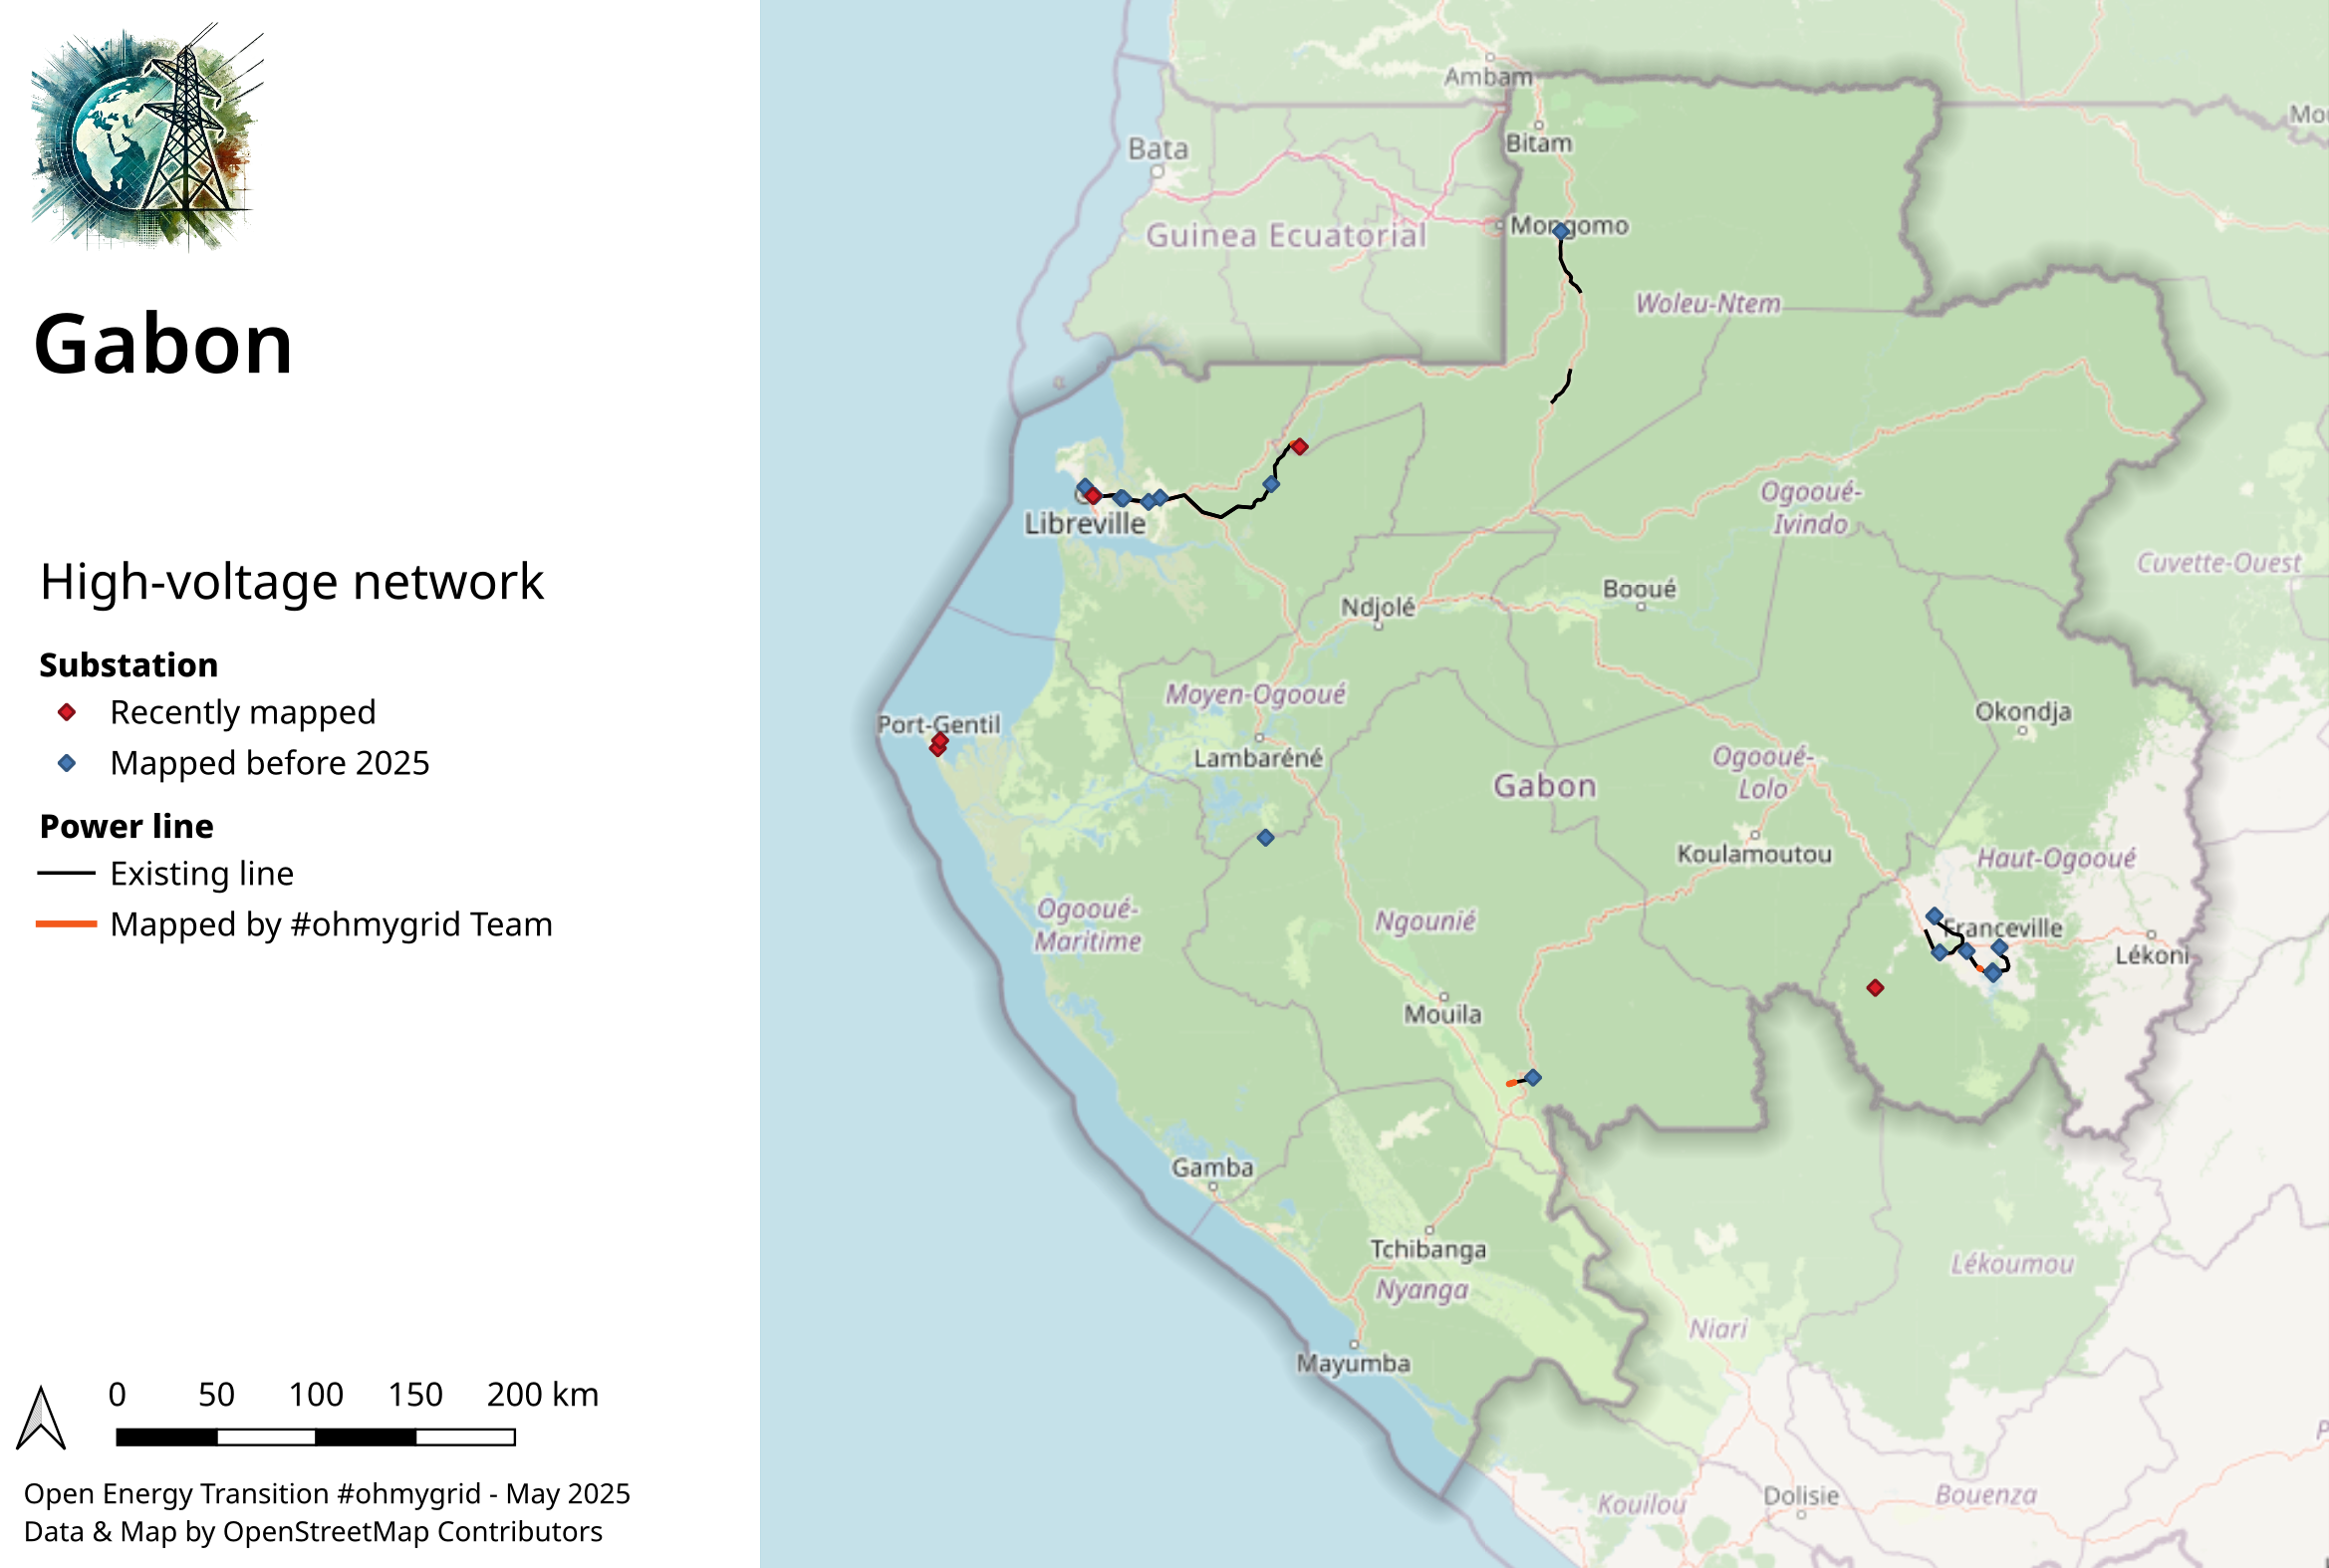 Gabon
High-voltage network
Substation
Recently mapped
Mapped before 2025
Power line
Existing line
Mapped by #ohmygrid Team
0 50 100 150 200 km
Open Energy Transition #ohmygrid - May 2025
Data & Map by OpenStreetMap Contributors
Ambam
Bitam
Bata
Guinea Ecuatorial
Mongomo
Woleu-Ntem
Libreville
Ogooué-
Ivindo
Cuvette-Ouest
Booué
Ndjolé
Moyen-Ogooué
Port-Gentil
Lambaréné
Okondja
Gabon
Ogooué-
Lolo
Koulamoutou
Haut-Ogooué
Ogooué-
Maritime
Ngounié
Franceville
Lékoni
Mouila
Gamba
Tchibanga
Nyanga
Lékoumou
Niari
Mayumba
Kouilou
Dolisie
Bouenza